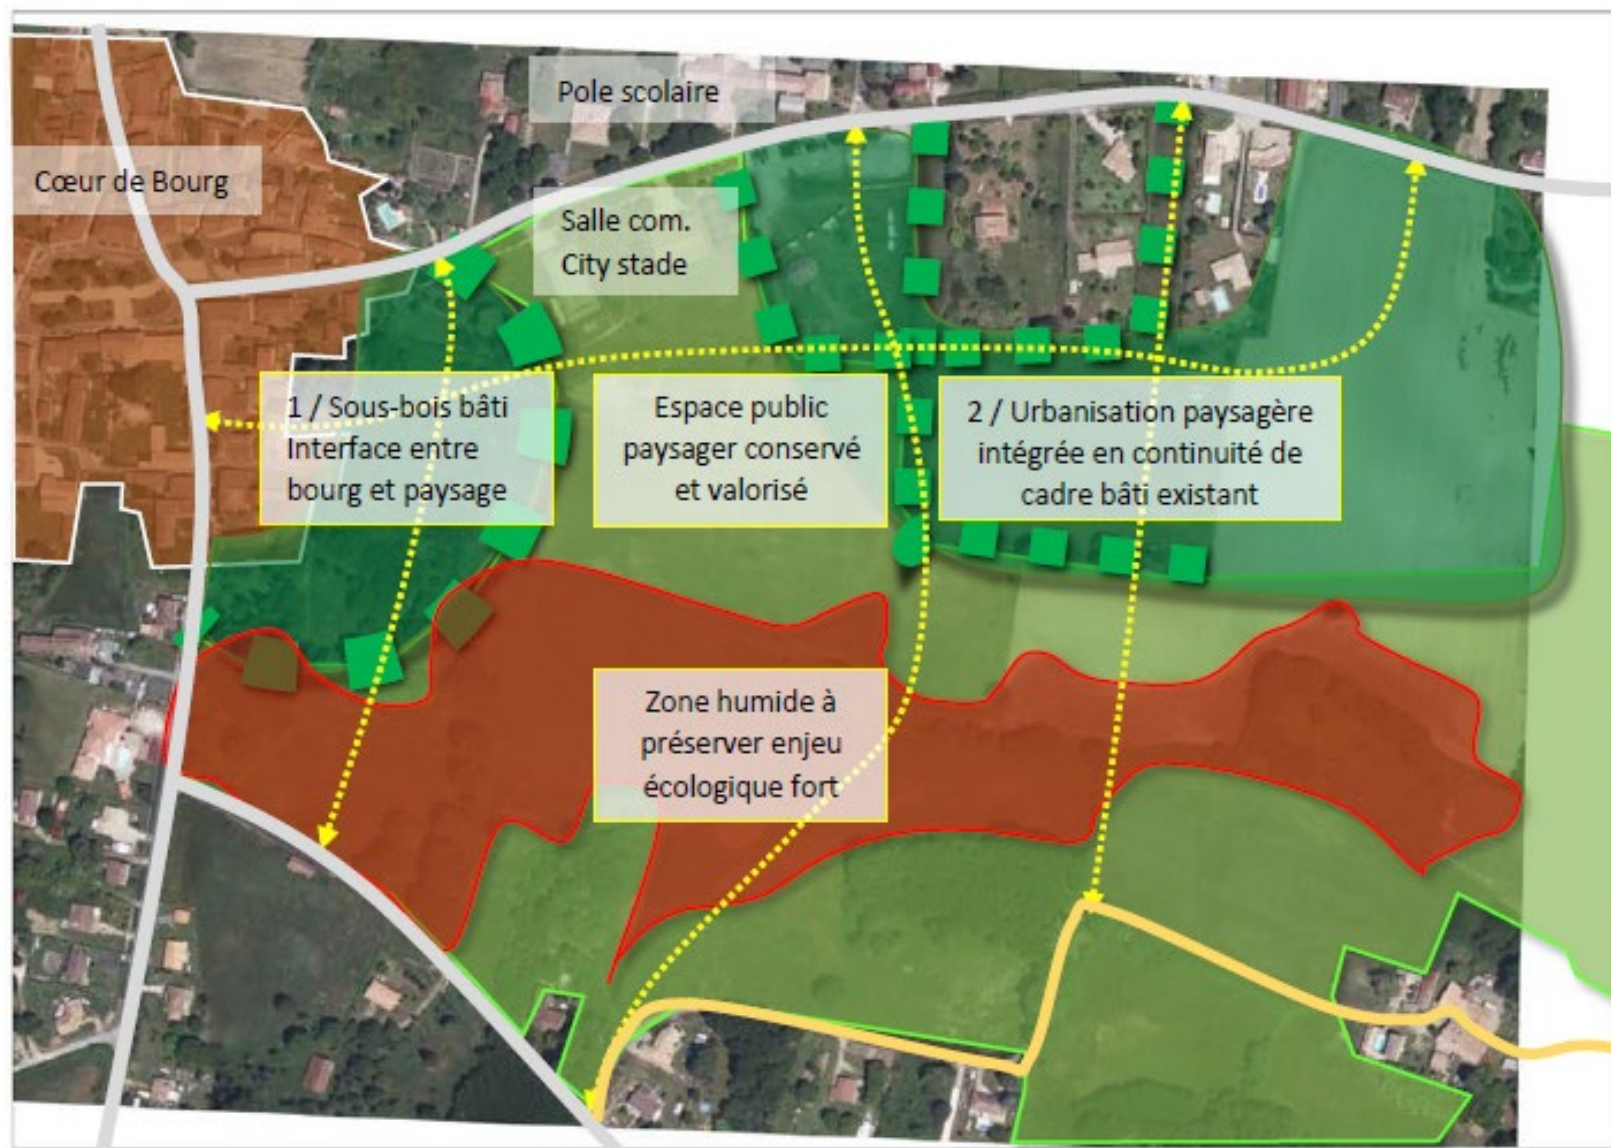 Pole scolaire
Cœur de Bourg
Salle com.
City stade
1 / Sous-bois bâti
Interface entre
bourg et paysage
Espace public
paysager conservé
et valorisé
2 / Urbanisation paysagère
intégrée en continuité de
cadre bâti existant
Zone humide à
préserver enjeu
écologique fort